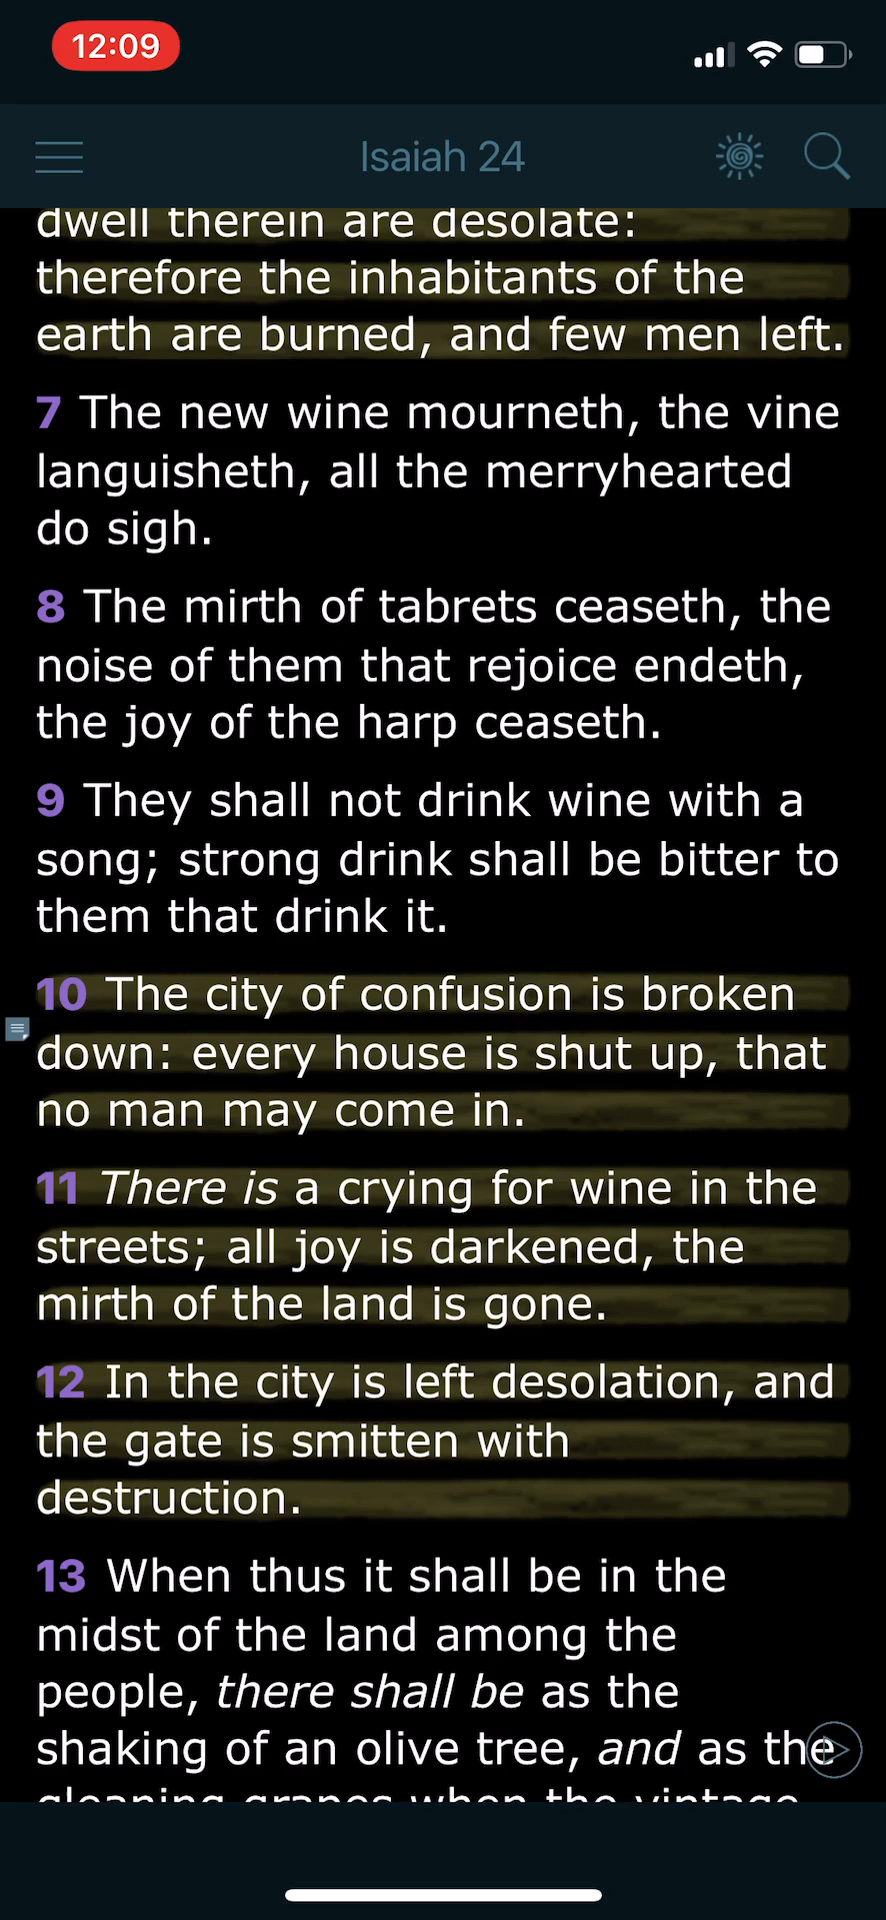 12:09
Isaiah 24
dwell therein are desolate:
therefore the inhabitants of the
earth are burned, and few men left.
7 The new wine mourneth, the vine
languisheth, all the merryhearted
do sigh.
8 The mirth of tabrets ceaseth, the
noise of them that rejoice endeth,
the joy of the harp ceaseth.
9 They shall not drink wine with a
song; strong drink shall be bitter to
them that drink it.
10 The city of confusion is broken
down: every house is shut up, that
no man may come in.
11 There is a crying for wine in the
streets; all joy is darkened, the
mirth of the land is gone.
12 In the city is left desolation, and
the gate is smitten with
destruction.
13 When thus it shall be in the
midst of the land among the
people, there shall be as the
shaking of an olive tree, and as the
gleaning grapes when the vintage